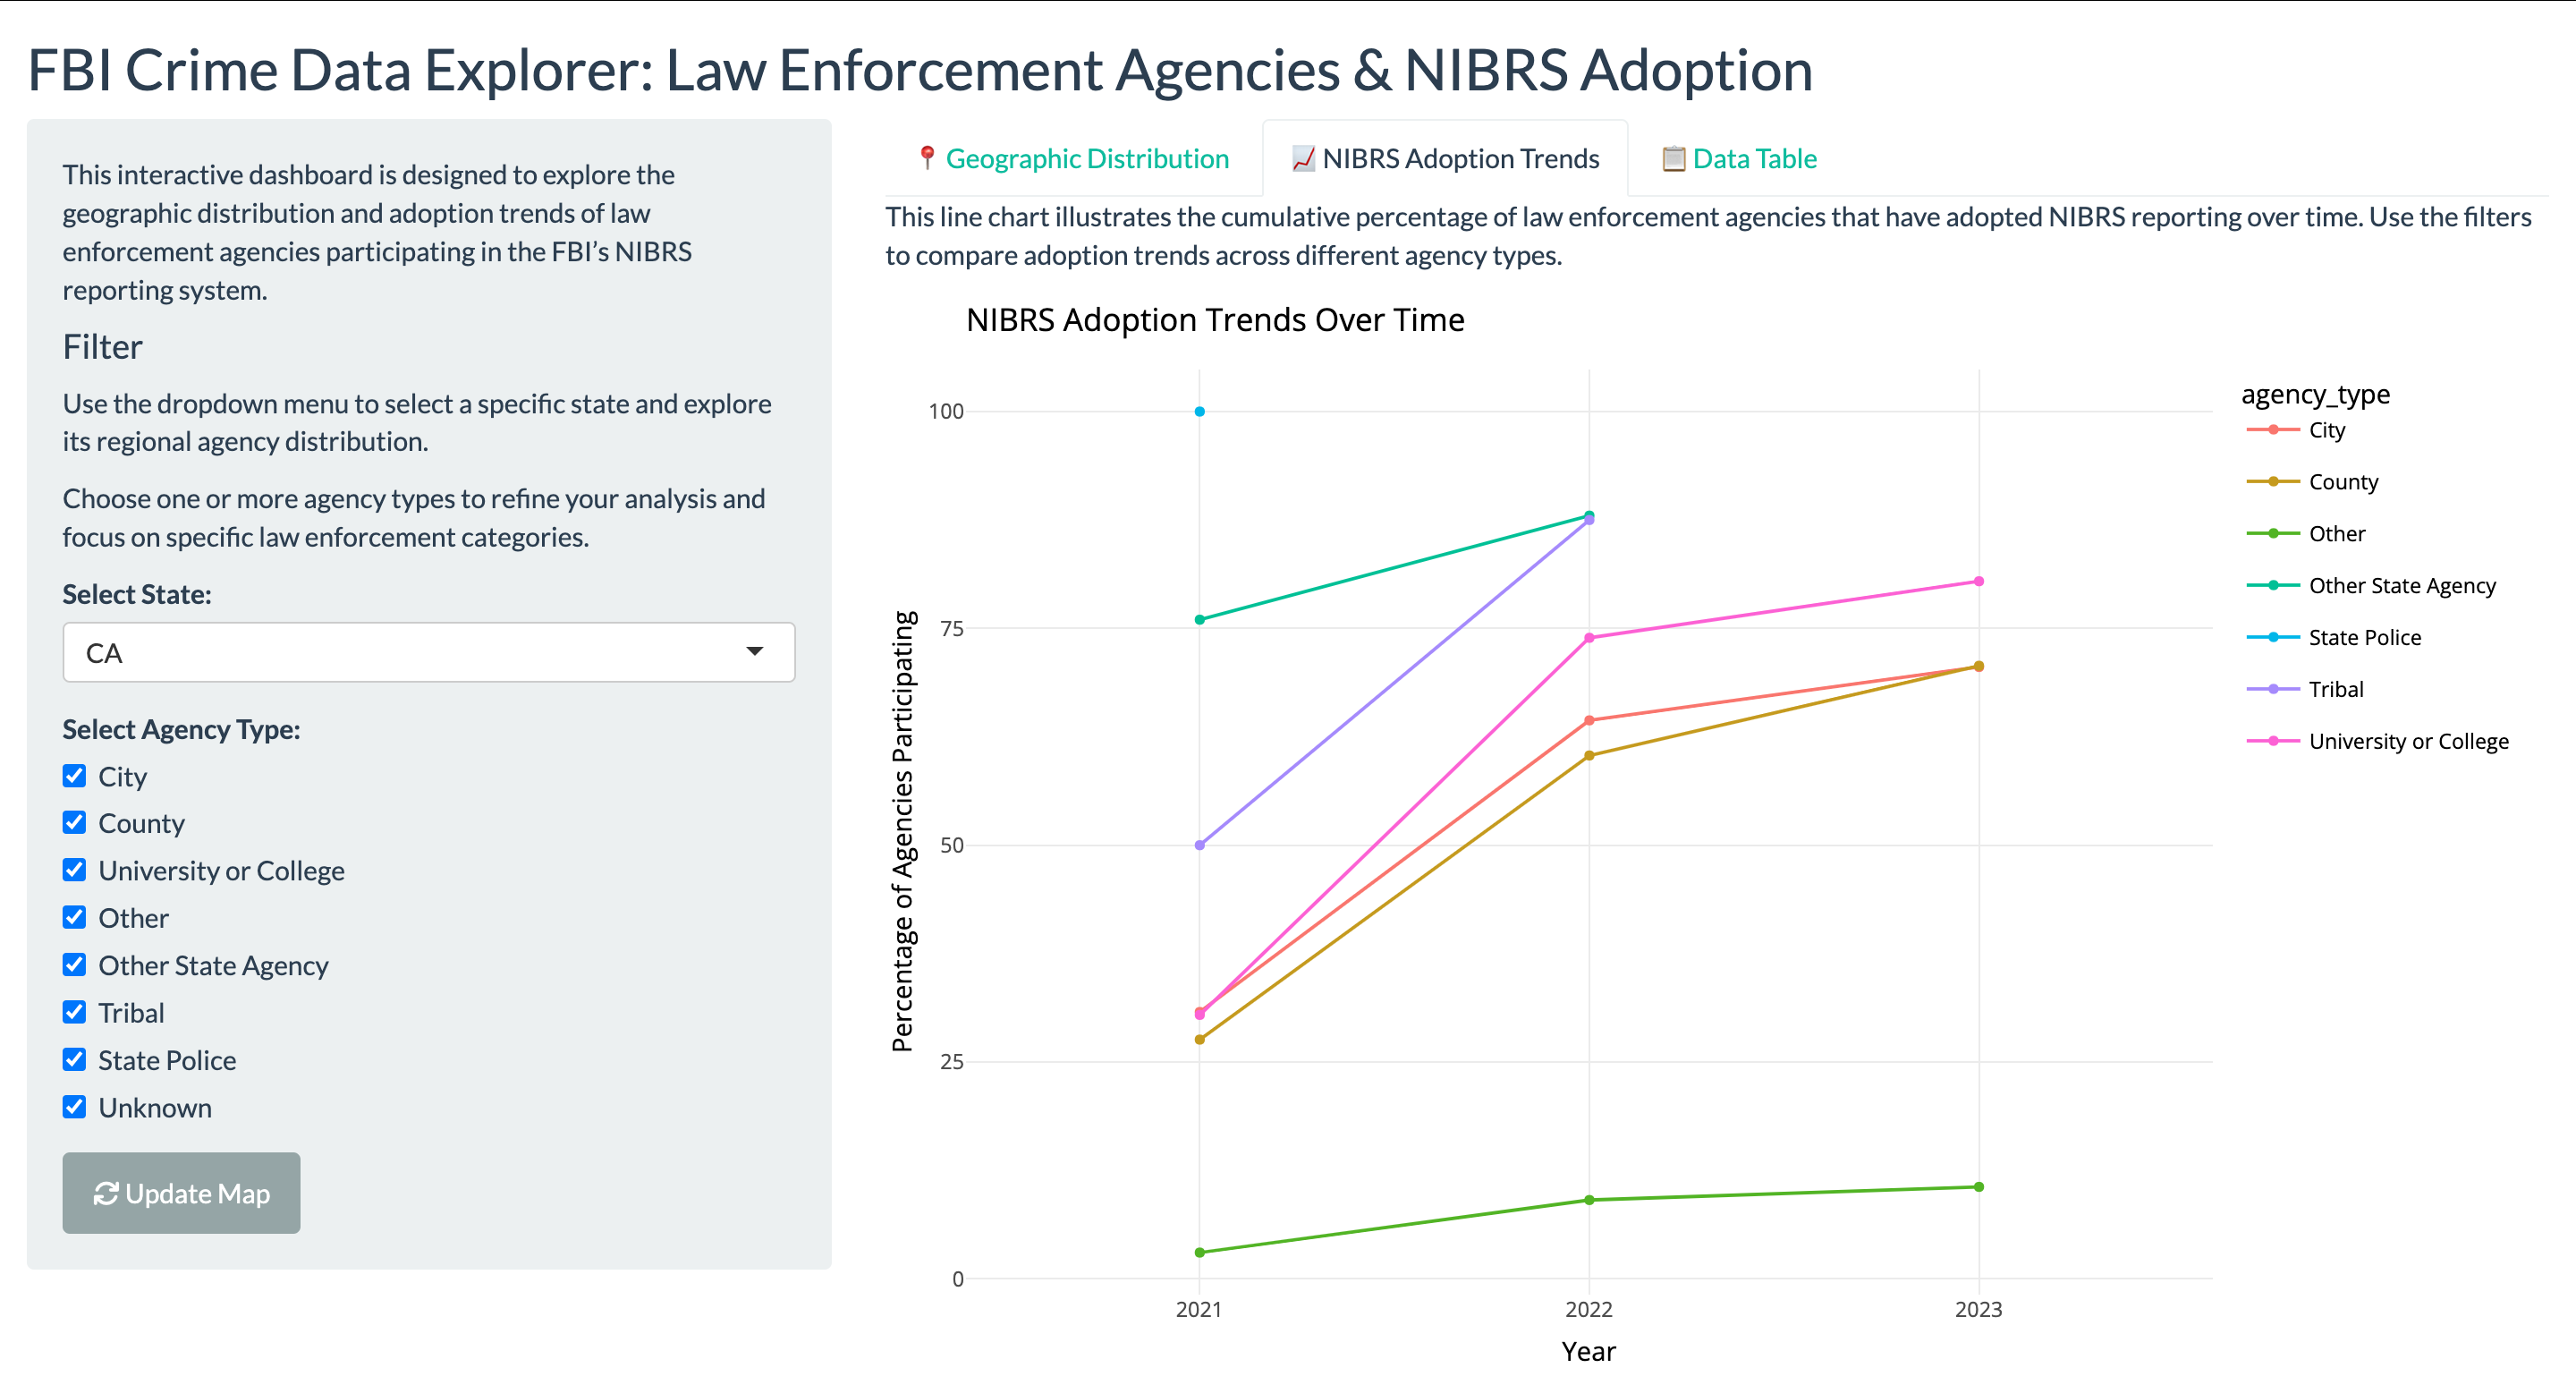 FBI Crime Data Explorer: Law Enforcement Agencies & NIBRS Adoption
This interactive dashboard is designed to explore the
geographic distribution and adoption trends of law
enforcement agencies participating in the FBI’s NIBRS
reporting system.
Filter
Use the dropdown menu to select a specific state and explore
its regional agency distribution.
Choose one or more agency types to refine your analysis and
focus on specific law enforcement categories.
Select State:
CA
Select Agency Type:
City
County
University or College
Other
Other State Agency
Tribal
State Police
Unknown
Update Map
Geographic Distribution
NIBRS Adoption Trends
Data Table
This line chart illustrates the cumulative percentage of law enforcement agencies that have adopted NIBRS reporting over time. Use the filters
to compare adoption trends across different agency types.
NIBRS Adoption Trends Over Time
Percentage of Agencies Participating
100
75
50
25
0
2021
2022
2023
Year
agency_type
City
County
Other
Other State Agency
State Police
Tribal
University or College